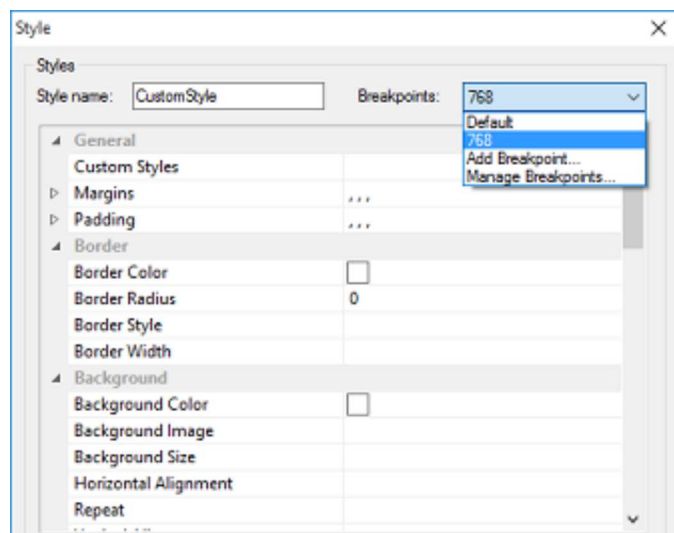 Style
Styles
Style name: CustomStyle Breakpoints: 768
Default
768
Add Breakpoint...
Manage Breakpoints...
General
Custom Styles
Margins , , ,
Padding , , ,
Border
Border Color
Border Radius 0
Border Style
Border Width
Background
Background Color
Background Image
Background Size
Horizontal Alignment
Repeat